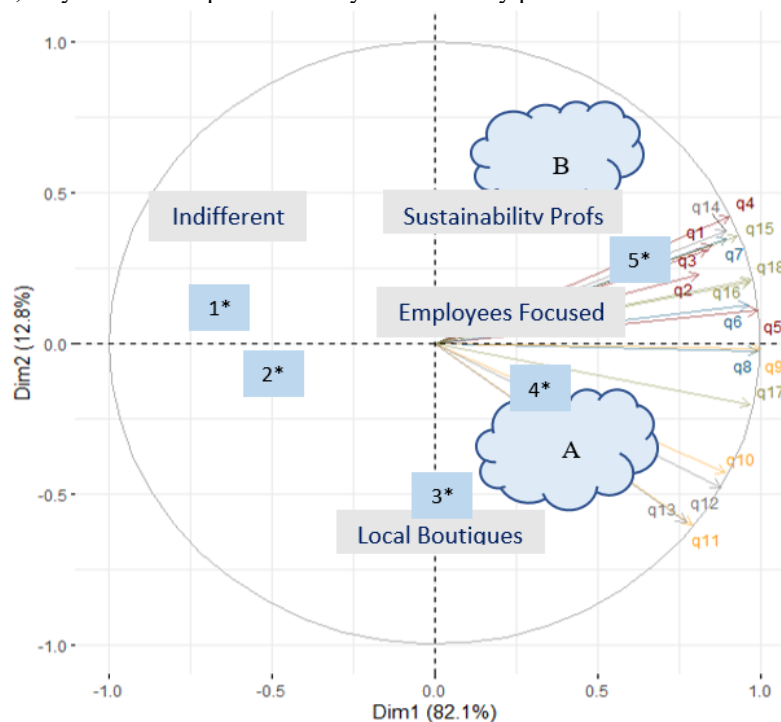 1.0
B
0.5
Indifferent
Sustainability Profs
q14
q4
q1
q15
5*
q3
q7
q18
q2
q16
1*
Employees Focused
q6
q5
0.0
2*
q8
q9
4*
q17
A
q10
-0.5
3*
q13
q12
Local Boutiques
q11
-1.0
-1.0
-0.5
0.0
0.5
1.0
Dim1 (82.1%)
Dim2 (12.8%)